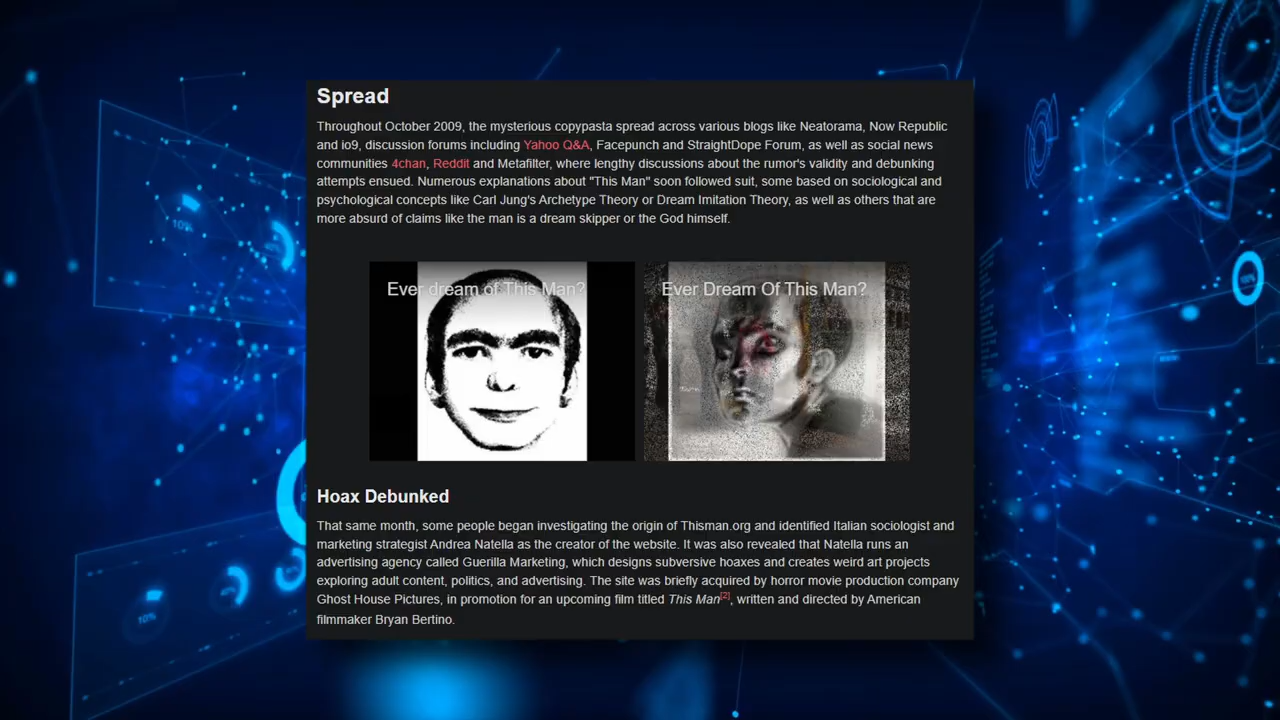 Spread
Throughout October 2009, the mysterious copypasta spread across various blogs like Neatorama, Now Republic
and io9, discussion forums including Yahoo Q&A, Facepunch and StraightDope Forum, as well as social news
communities 4chan, Reddit and Metafilter, where lengthy discussions about the rumor's validity and debunking
attempts ensued. Numerous explanations about "This Man" soon followed suit, some based on sociological and
psychological concepts like Carl Jung's Archetype Theory or Dream Imitation Theory, as well as others that are
more absurd of claims like the man is a dream skipper or the God himself.
Ever dream of This Man?
Ever Dream Of This Man?
Hoax Debunked
That same month, some people began investigating the origin of Thisman.org and identified Italian sociologist and
marketing strategist Andrea Natella as the creator of the website. It was also revealed that Natella runs an
advertising agency called Guerilla Marketing, which designs subversive hoaxes and creates weird art projects
exploring adult content, politics, and advertising. The site was briefly acquired by horror movie production company
Ghost House Pictures, in promotion for an upcoming film titled This Man[2], written and directed by American
filmmaker Bryan Bertino.
10%
10%